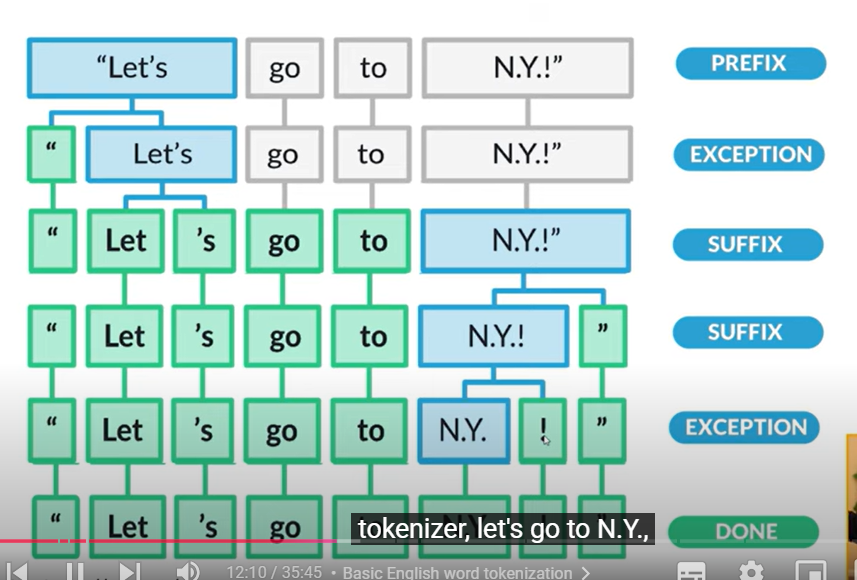 “Let’s go to N.Y.!” PREFIX
“ Let’s go to N.Y.!” EXCEPTION
“ Let ’s go to N.Y.!” SUFFIX
“ Let ’s go to N.Y.! ” SUFFIX
“ Let ’s go to N.Y. ! ” EXCEPTION
“ Let ’s go DONE
tokenizer, let's go to N.Y.,
12:10 / 35:45 • Basic English word tokenization >